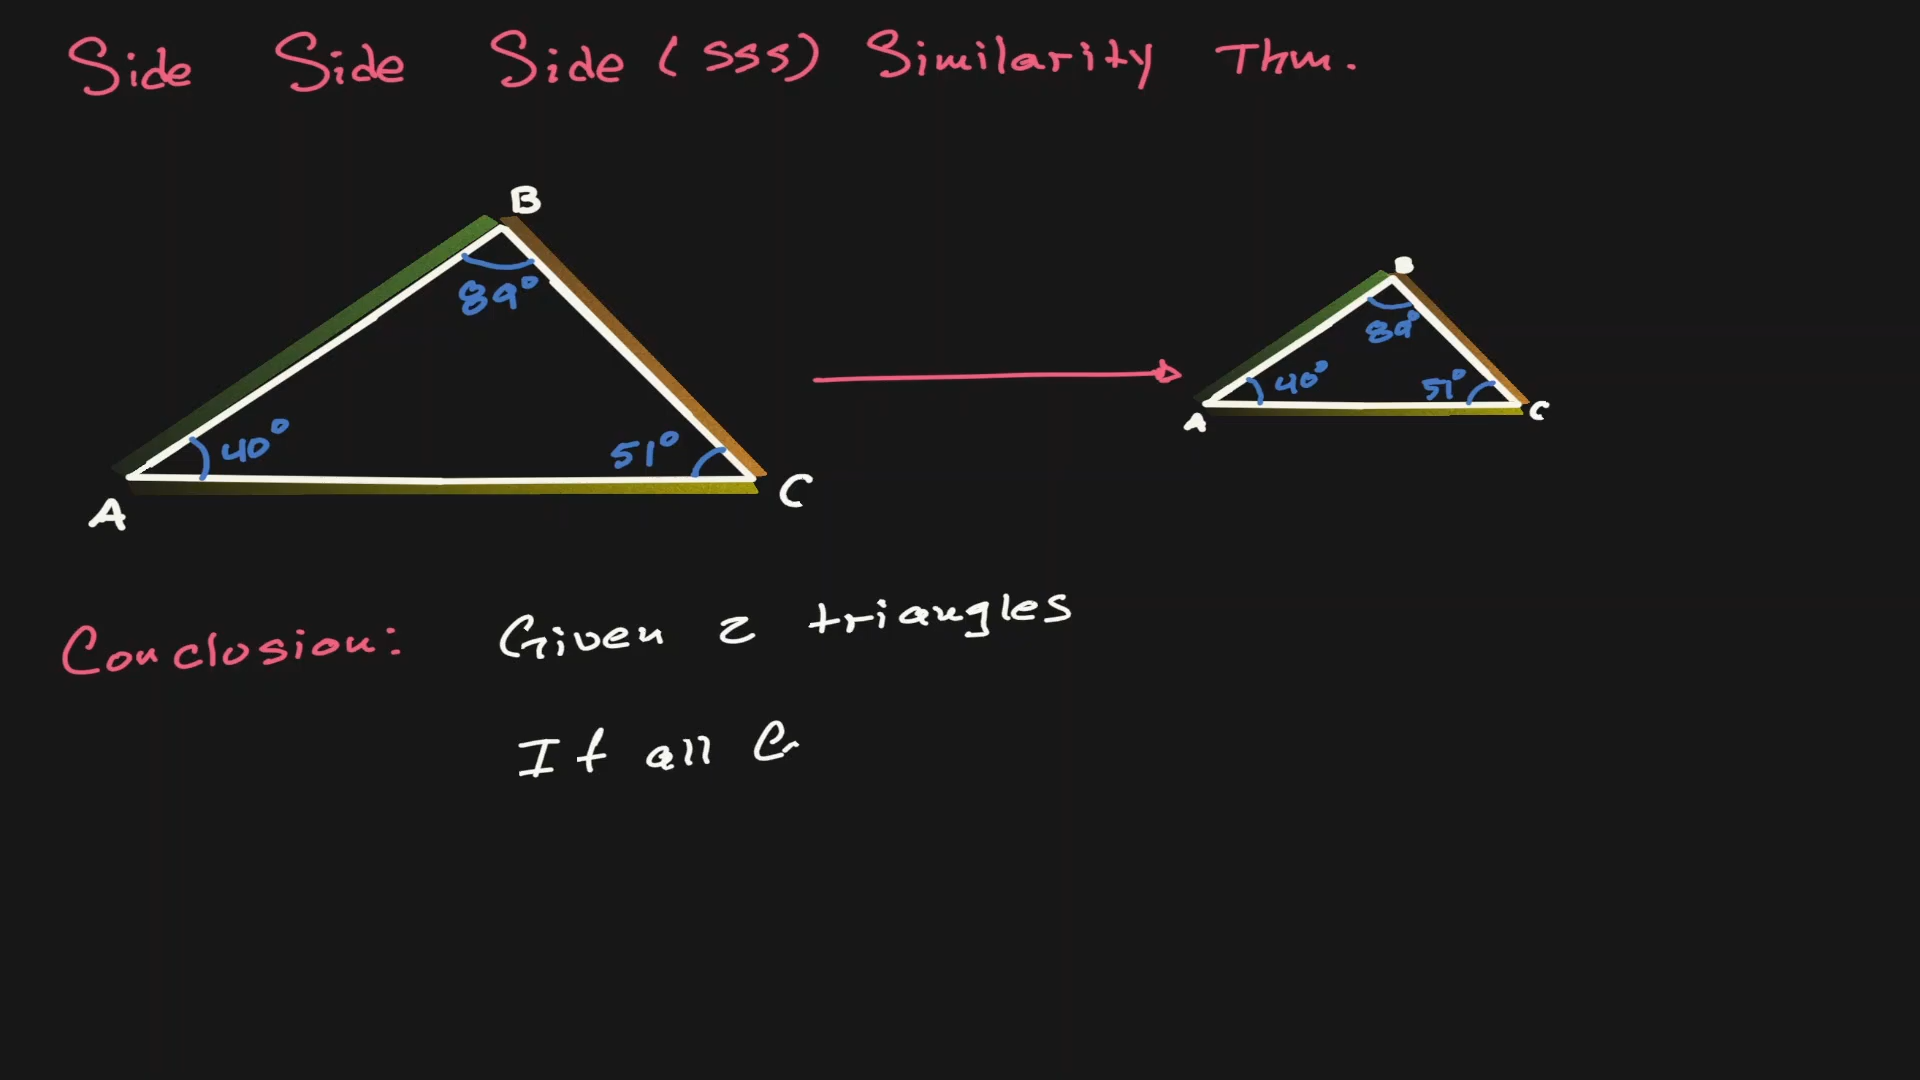 Side Side Side (SSS) Similarity Thm.
B
89°
40°
51°
A
C
B
89°
40°
51°
A
C
Conclusion: Given 2 triangles
If all